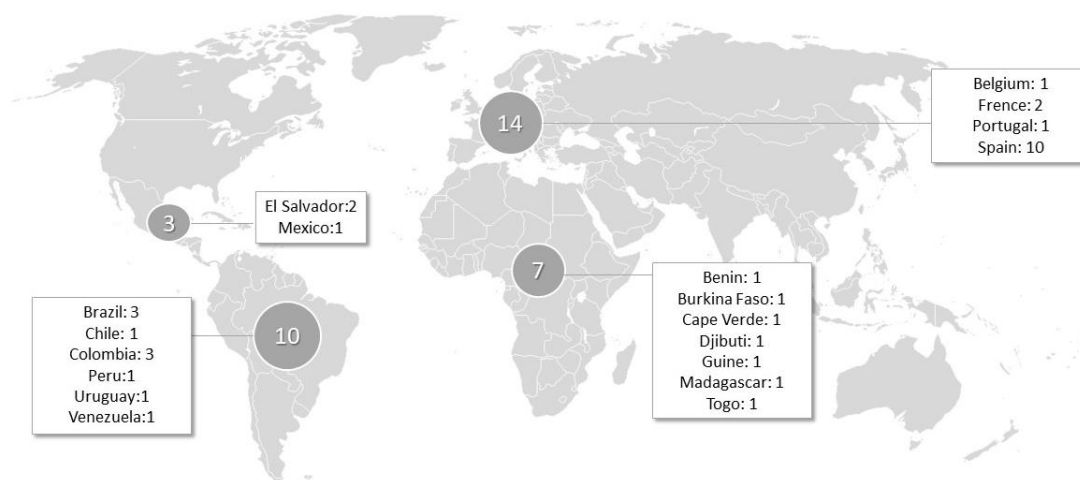 14
Belgium: 1
Frence: 2
Portugal: 1
Spain: 10
3
El Salvador:2
Mexico:1
7
Benin: 1
Burkina Faso: 1
Cape Verde: 1
Djibuti: 1
Guine: 1
Madagascar: 1
Togo: 1
10
Brazil: 3
Chile: 1
Colombia: 3
Peru:1
Uruguay:1
Venezuela:1